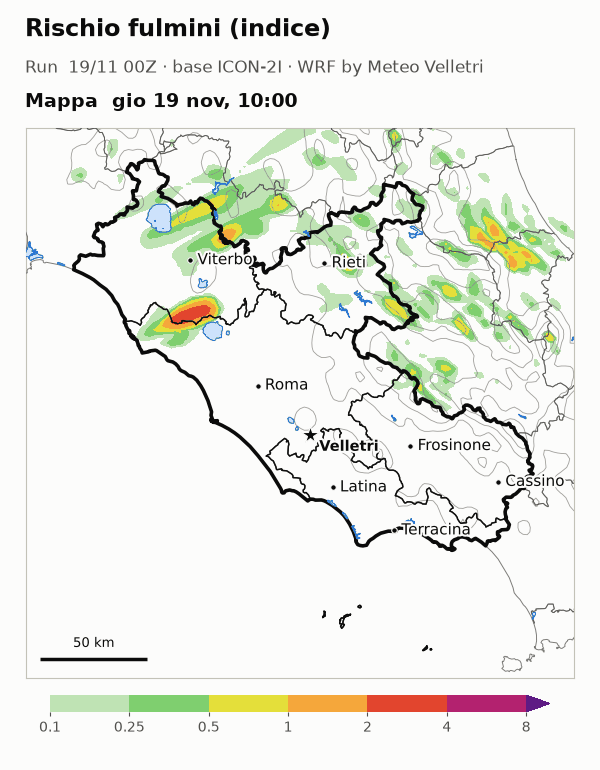 Rischio fulmini (indice)
Run  19/11 00Z · base ICON-2I · WRF by Meteo Velletri
Mappa  gio 19 nov, 10:00
Viterbo
Rieti
Roma
Velletri
Frosinone
Latina
Cassino
Terracina
50 km
0.1 0.25 0.5 1 2 4 8